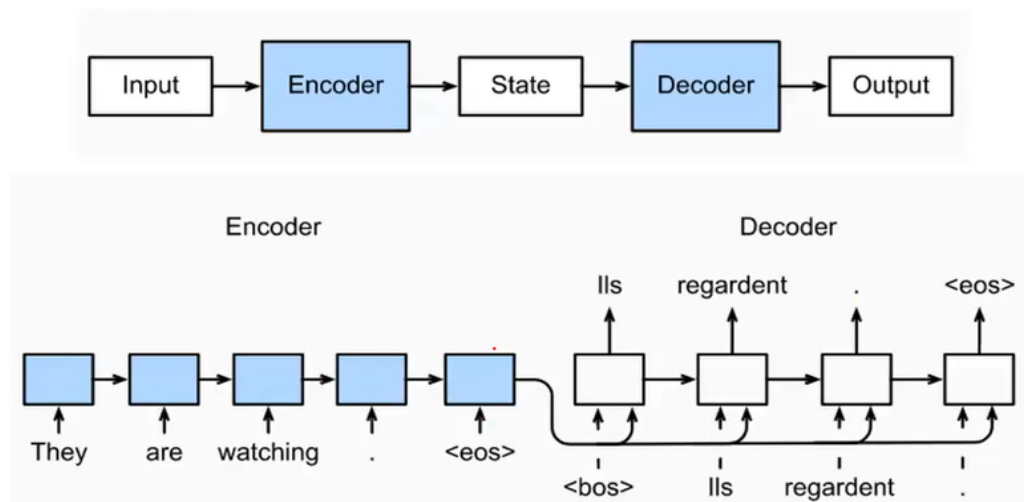 Input Encoder State Decoder Output
Encoder Decoder
Ils regardent . <eos>
They are watching . <eos>
<bos> Ils regardent .